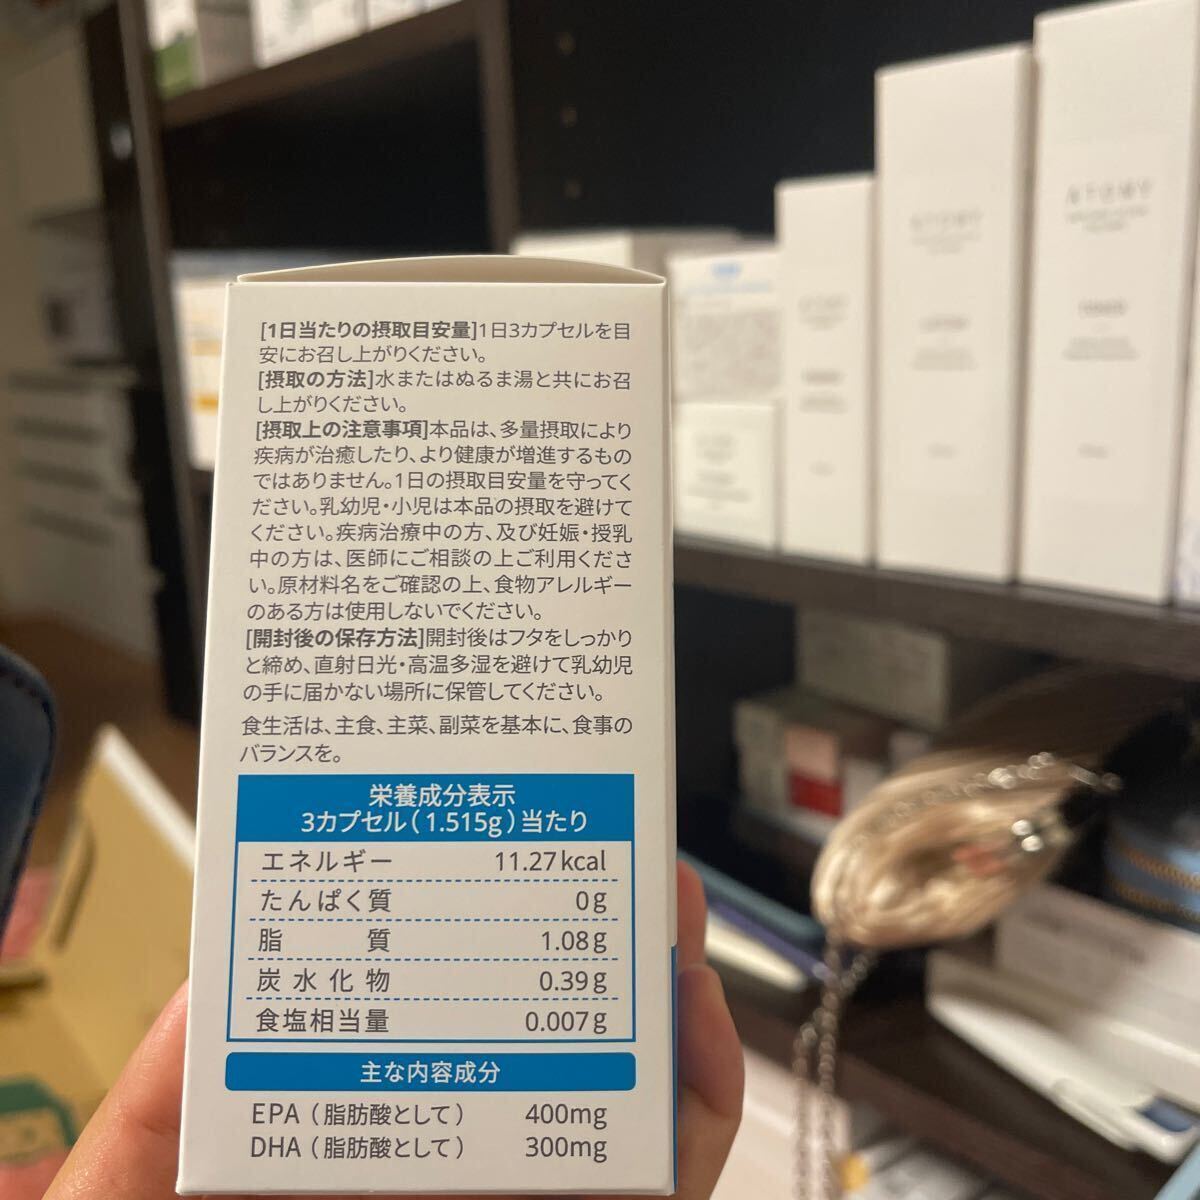 [1日当たりの摂取目安量]1日3カプセルを目
安にお召し上がりください。
[摂取の方法]水またはぬるま湯と共にお召
し上がりください。
[摂取上の注意事項]本品は、多量摂取により
疾病が治癒したり、より健康が増進するもの
ではありません。1日の摂取目安量を守ってく
ださい。乳幼児・小児は本品の摂取を避けて
ください。疾病治療中の方、及び妊娠・授乳
中の方は、医師にご相談の上ご利用くださ
い。原材料名をご確認の上、食物アレルギー
のある方は使用しないでください。
[開封後の保存方法]開封後はフタをしっかり
と締め、直射日光・高温多湿を避けて乳幼児
の手に届かない場所に保管してください。
食生活は、主食、主菜、副菜を基本に、食事の
バランスを。
栄養成分表示
3カプセル(1.515g)当たり
エネルギー 11.27kcal
たんぱく質 0g
脂質 1.08g
炭水化物 0.39g
食塩相当量 0.007g
主な内容成分
EPA(脂肪酸として) 400mg
DHA(脂肪酸として) 300mg
ATOMY
ATOMY